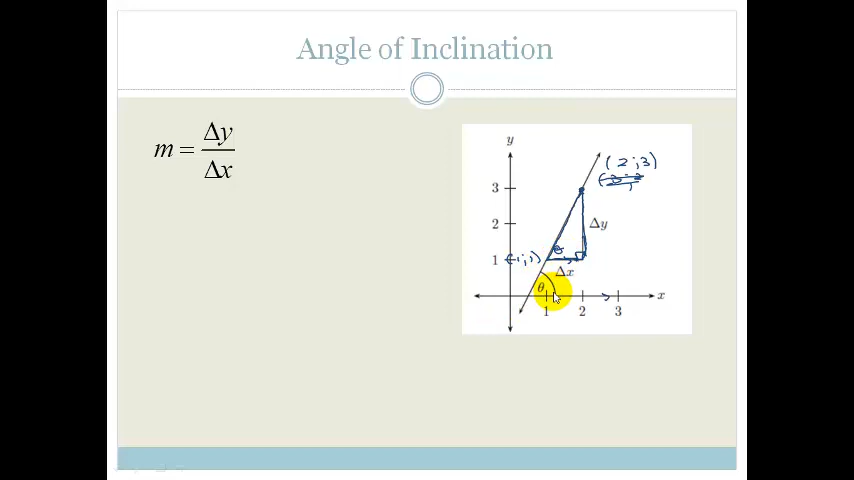 Angle of Inclination
m = Δy/Δx
y
(2;3)
3
2
Δy
θ
1
(1;1)
Δx
θ
x
1 2 3